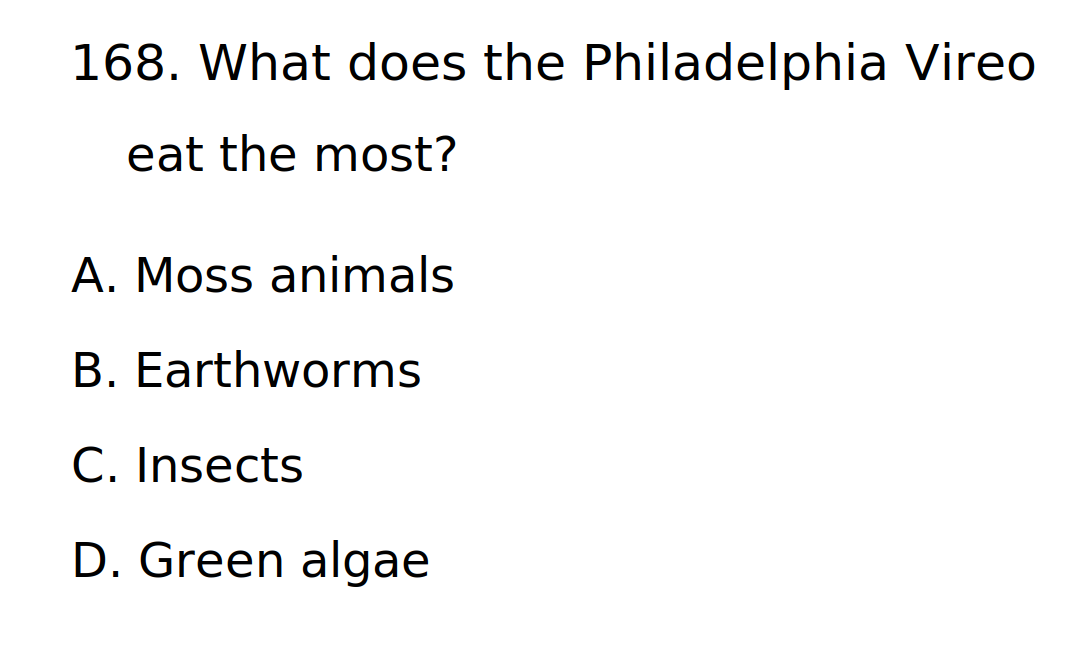 168. What does the Philadelphia Vireo
eat the most?
A. Moss animals
B. Earthworms
C. Insects
D. Green algae